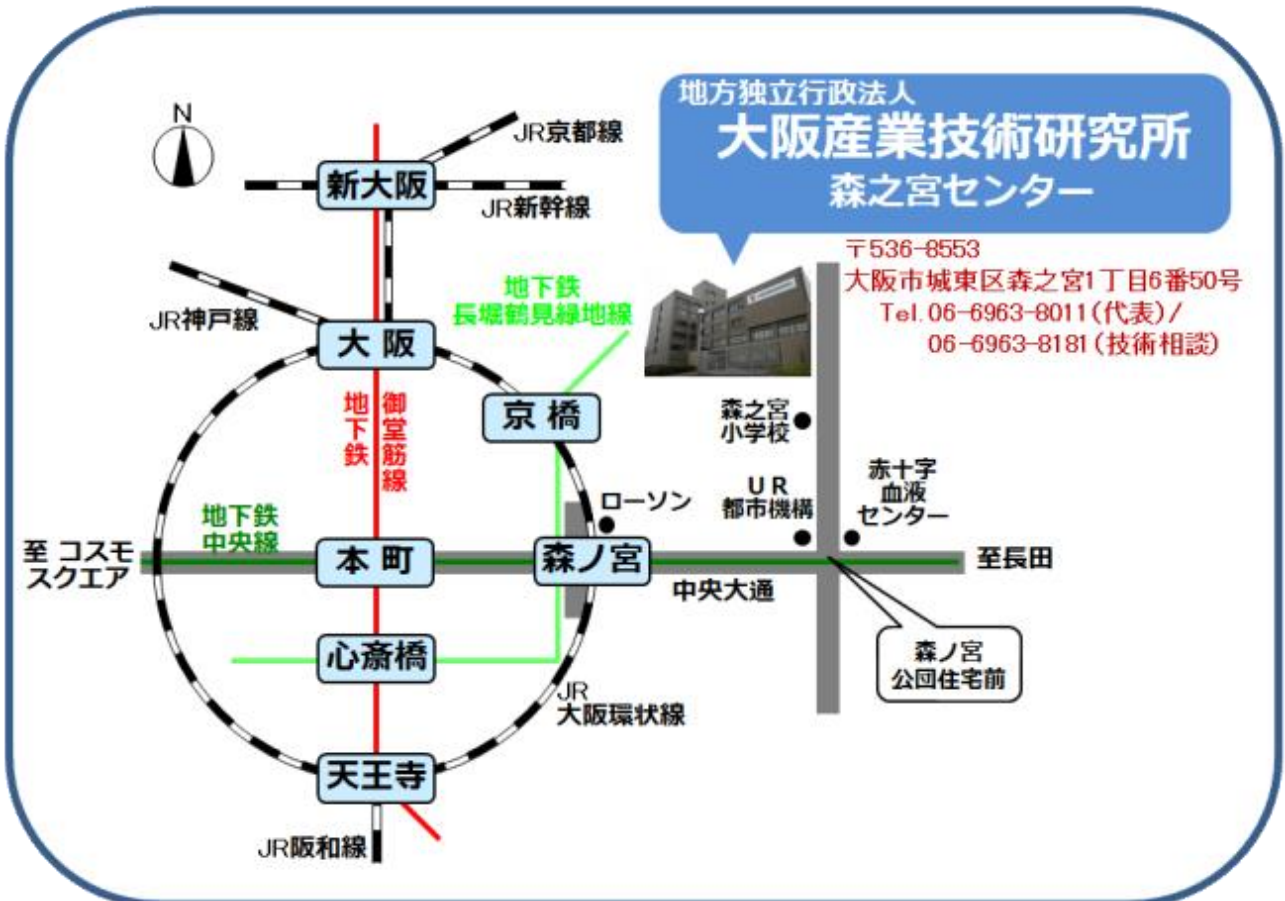 N
JR京都線
新大阪
JR新幹線
地方独立行政法人
大阪産業技術研究所
森之宮センター
〒536-8553
大阪市城東区森之宮1丁目6番50号
Tel.06-6963-8011(代表)/
06-6963-8181(技術相談)
JR神戸線
大阪
地下鉄
長堀鶴見緑地線
地下鉄
御堂筋線
京橋
森之宮
小学校
ローソン
UR
都市機構
赤十字
血液
センター
地下鉄
中央線
至 コスモ
スクエア
本町
森ノ宮
中央大通
至長田
心斎橋
森ノ宮
公団住宅前
JR
大阪環状線
天王寺
JR阪和線